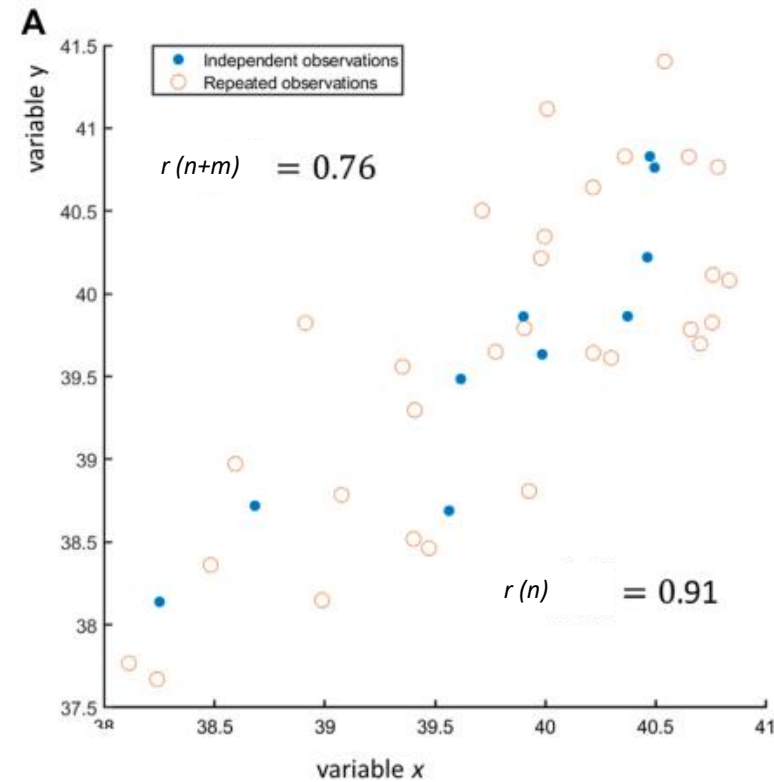 A
41.5
Independent observations
Repeated observations
variable y
41
r (n+m) = 0.76
40.5
40
39.5
39
38.5
r (n) = 0.91
38
37.5
38 38.5 39 39.5 40 40.5 41
variable x